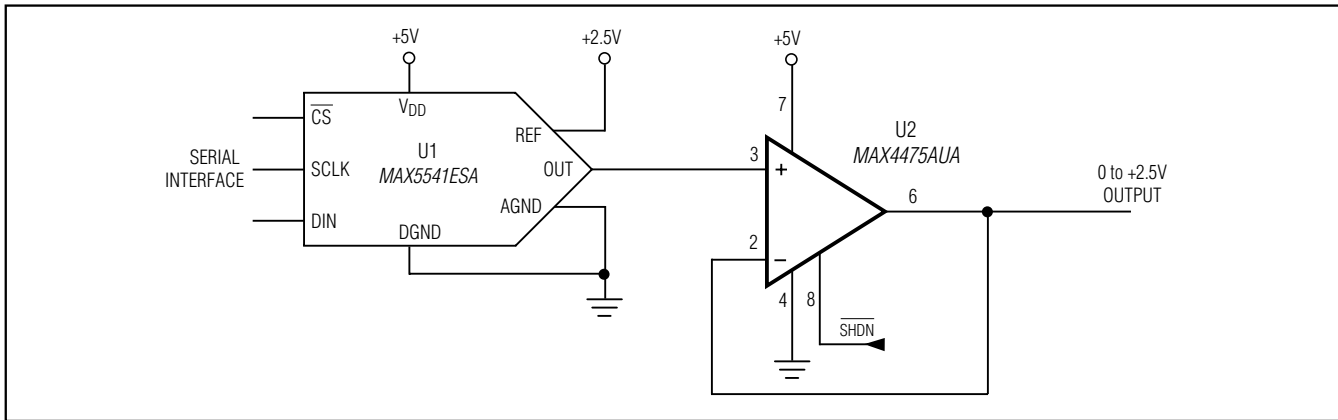 +5V
+2.5V
+5V
VDD
7
CS
REF
U2
MAX4475AUA
U1
MAX5541ESA
SERIAL
INTERFACE
SCLK
OUT
3
+
0 to +2.5V
OUTPUT
6
DIN
AGND
DGND
2
−
4
8
SHDN